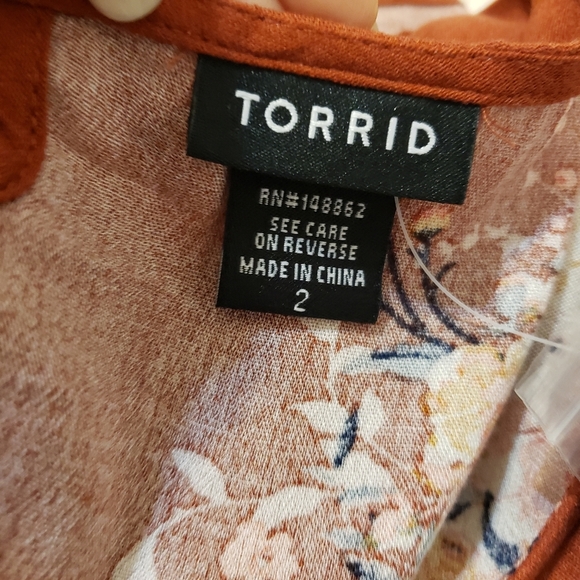 TORRID
RN#148862
SEE CARE
ON REVERSE
MADE IN CHINA
2